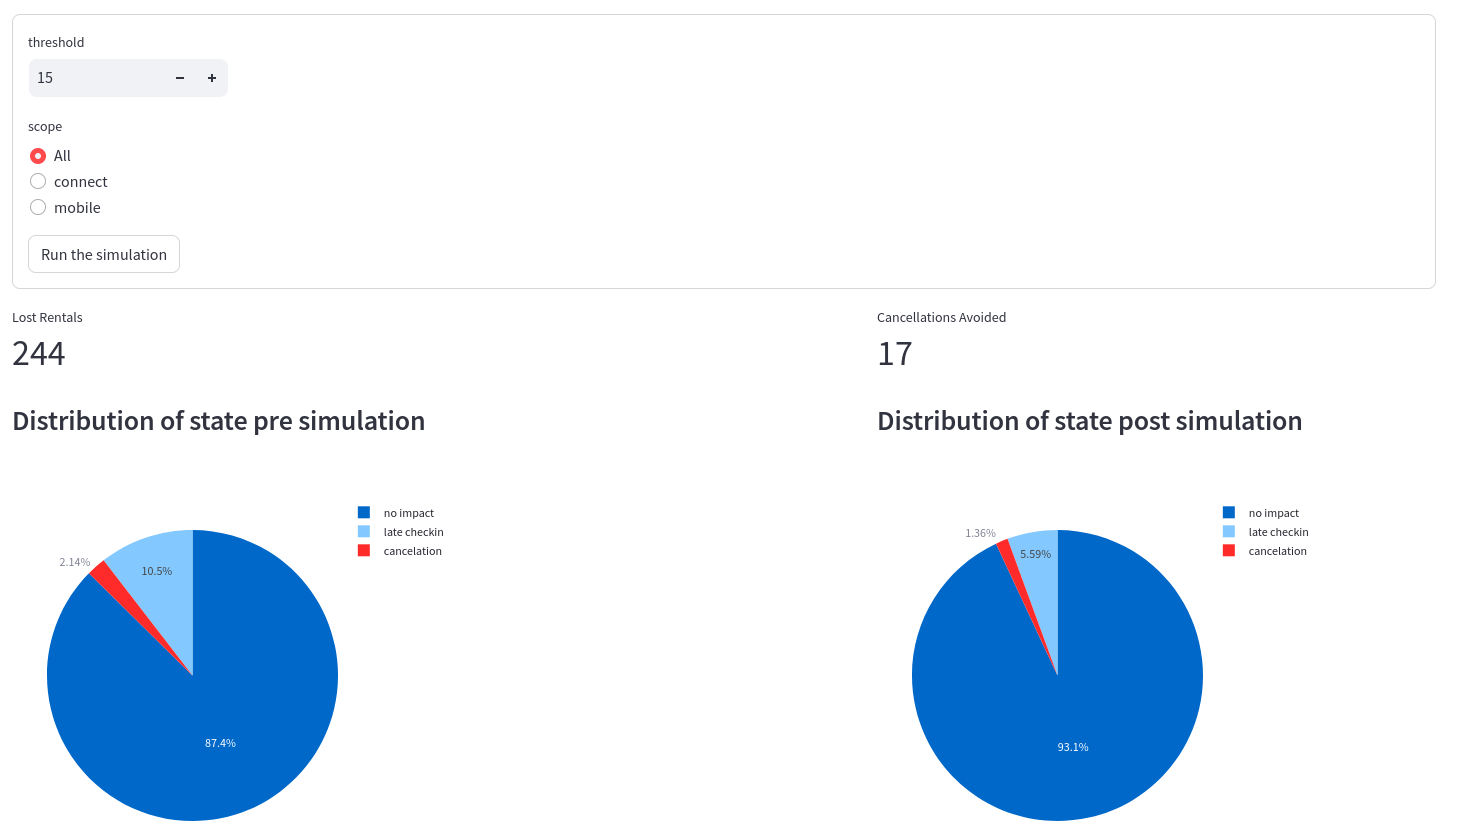 threshold
15
scope
All
connect
mobile
Run the simulation
Lost Rentals
244
Cancellations Avoided
17
Distribution of state pre simulation
Distribution of state post simulation
no impact
late checkin
cancelation
2.14%
10.5%
87.4%
no impact
late checkin
cancelation
1.36%
5.59%
93.1%